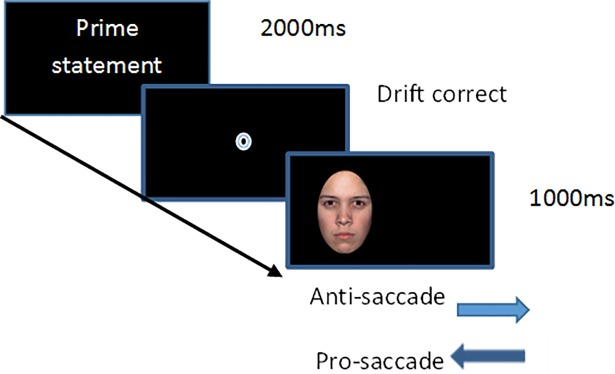 Prime
statement
2000ms
Drift correct
1000ms
Anti-saccade
Pro-saccade